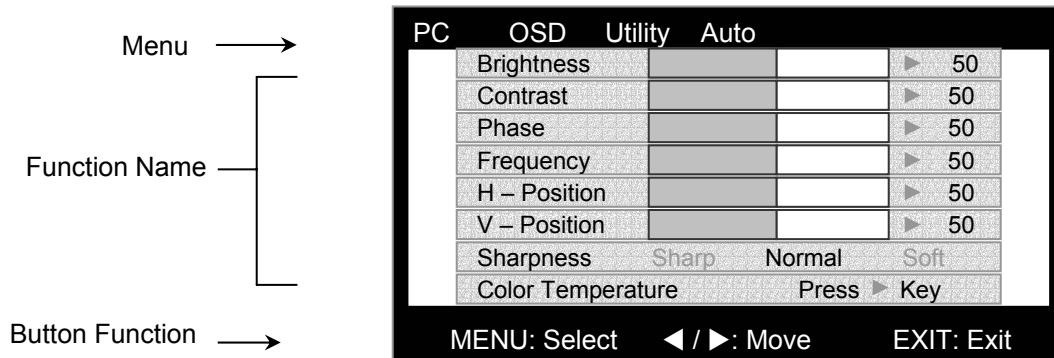 Menu
PC OSD Utility Auto
Function Name
Brightness ► 50
Contrast ► 50
Phase ► 50
Frequency ► 50
H – Position ► 50
V – Position ► 50
Sharpness Sharp Normal Soft
Color Temperature Press ► Key
Button Function
MENU: Select ◄ / ►: Move EXIT: Exit